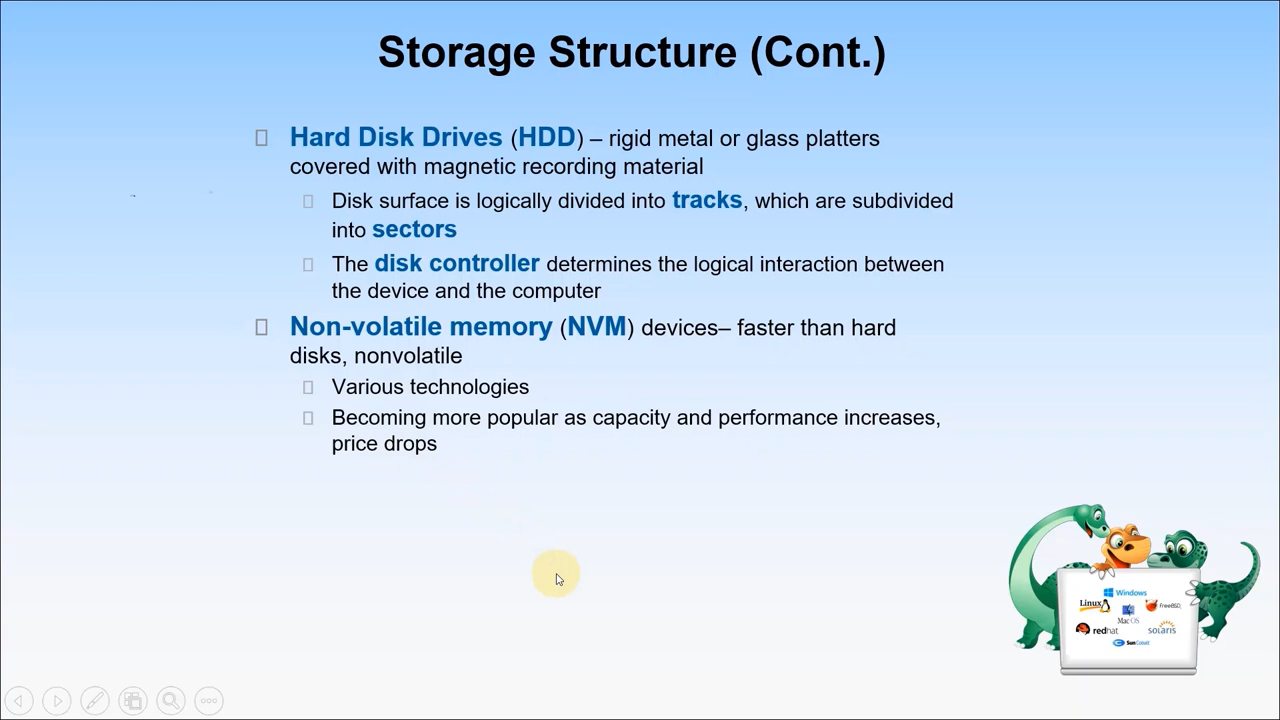 Storage Structure (Cont.)
Hard Disk Drives (HDD) – rigid metal or glass platters
covered with magnetic recording material
Disk surface is logically divided into tracks, which are subdivided
into sectors
The disk controller determines the logical interaction between
the device and the computer
Non-volatile memory (NVM) devices– faster than hard
disks, nonvolatile
Various technologies
Becoming more popular as capacity and performance increases,
price drops
Windows
Linux
FreeBSD
Mac OS
redhat
solaris
Sun Cobalt